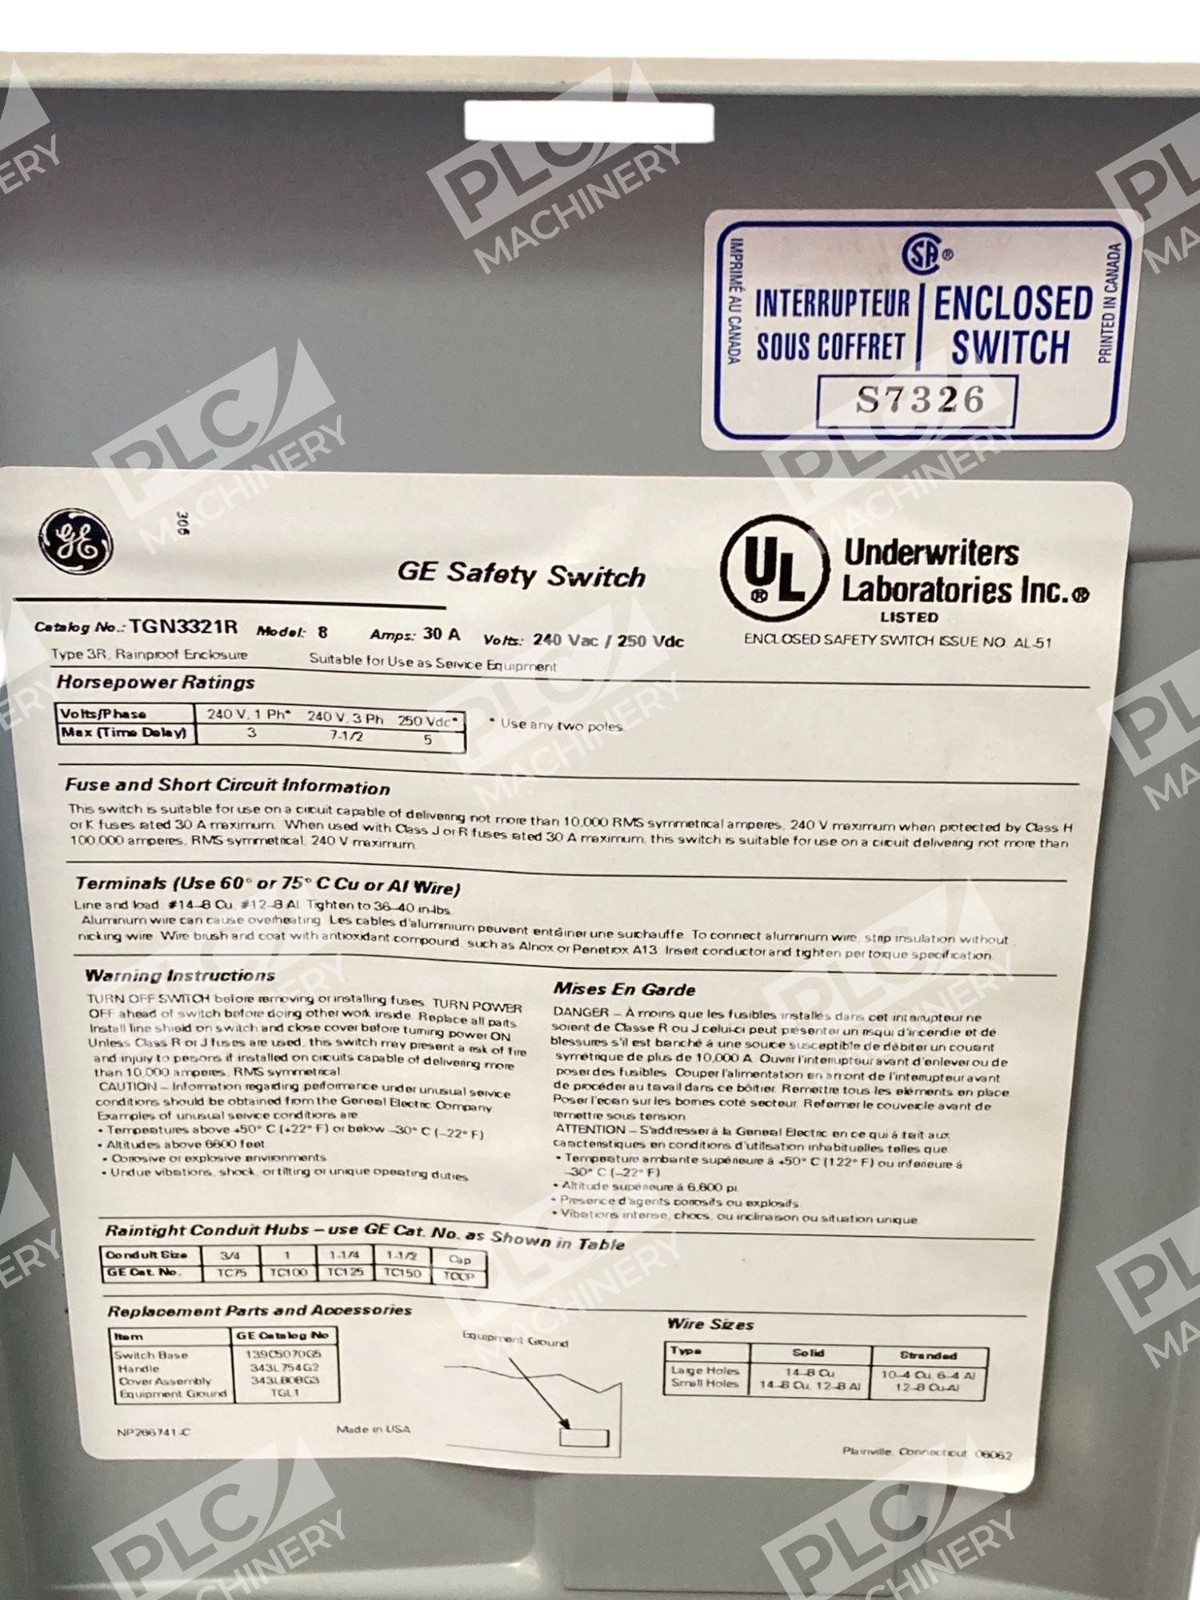 PLC MACHINERY
IMPRIMÉ AU CANADA
SA®
INTERRUPTEUR SOUS COFFRET
ENCLOSED SWITCH
PRINTED IN CANADA
S7326
GE
306
GE Safety Switch
UL®
Underwriters
Laboratories Inc.®
LISTED
ENCLOSED SAFETY SWITCH ISSUE NO. AL-51
Catalog No.: TGN3321R Model: 8 Amps: 30 A Volts: 240 Vac / 250 Vdc
Type 3R, Rainproof Enclosure Suitable for Use as Service Equipment
Horsepower Ratings
Volts/Phase 240 V, 1 Ph* 240 V, 3 Ph 250 Vdc*
Max (Time Delay) 3 7-1/2 5
* Use any two poles
Fuse and Short Circuit Information
This switch is suitable for use on a circuit capable of delivering not more than 10,000 RMS symmetrical amperes, 240 V maximum when protected by Class H
or K fuses rated 30 A maximum. When used with Class J or R fuses rated 30 A maximum, this switch is suitable for use on a circuit delivering not more than
100,000 amperes, RMS symmetrical, 240 V maximum.
Terminals (Use 60° or 75° C Cu or Al Wire)
Line and load, #14-8 Cu, #12-8 Al. Tighten to 36-40 in-lbs.
Aluminum wire can cause overheating. Les cables d'aluminium peuvent entráiner une suchauffe. To connect aluminum wire, strip insulation without
nicking wire. Wire brush and coat with antioxidant compound, such as Alnox or Penetrox A13. Insert conductor and tighten per torque specification.
Warning Instructions
TURN OFF SWITCH before removing or installing fuses. TURN POWER
OFF ahead of switch before doing other work inside. Replace all parts.
Install line shield on switch and close cover before turning power ON.
Unless Class R or J fuses are used, this switch may present a risk of fire
and injury to persons if installed on circuits capable of delivering more
than 10,000 amperes, RMS symmetrical.
CAUTION – Information regarding performance under unusual service
conditions should be obtained from the General Electric Company.
Examples of unusual service conditions are
• Temperatures above +50° C (+22° F) or below -30° C (-22° F)
• Altitudes above 6600 feet
• Corrosive or explosive environments
• Undue vibrations, shock, or tilting or unique operating duties.
Mises En Garde
DANGER – A moins que les fusibles installés dans cet interrupteur ne
soient de Classe R ou J celui-ci peut présenter un risqui d'incendie et de
blessures s'il est banché à une souce susceptible de débiter un courant
symétrique de plus de 10,000 A. Ouvrir l'interrupteur avant d'enlever ou de
poser des fusibles. Couper l'alimentation en amont de l'interrupteur avant
de procéder au travail dans ce bôitier. Remettre tous les eléments en place
Poser l'ecran sur les bornes coté secteur. Refermer le couvercle avant de
remettre sous tension.
ATTENTION – S'addresser à la General Electric en ce qui à trait aux
caracteristiques en conditions d'utilisation inhabituelles telles que
• Temperature ambante supérieure à +50° C (122° F) ou inferieure à
-30° C (-22° F)
• Altitude supérieure à 6,600 pi
• Presence d'agents corrosifs ou explosifs
• Vibrations intense, chocs, ou inclinaison ou situation unique
Raintight Conduit Hubs – use GE Cat. No. as Shown in Table
Conduit Size 3/4 1 1-1/4 1-1/2 Cap
GE Cat. No. TC75 TC100 TC125 TC150 TCCP
Replacement Parts and Accessories
Item GE Catalog No
Switch Base 139C5070G5
Handle 343L754G2
Cover Assembly 343L808G3
Equipment Ground TGL1
Equipment Ground
Wire Sizes
Type Solid Stranded
Large Holes 14-8 Cu 10-4 Cu, 6-4 Al
Small Holes 14-8 Cu, 12-8 Al 12-8 Cu-Al
NP266741-C Made in USA Plainville, Connecticut 06062